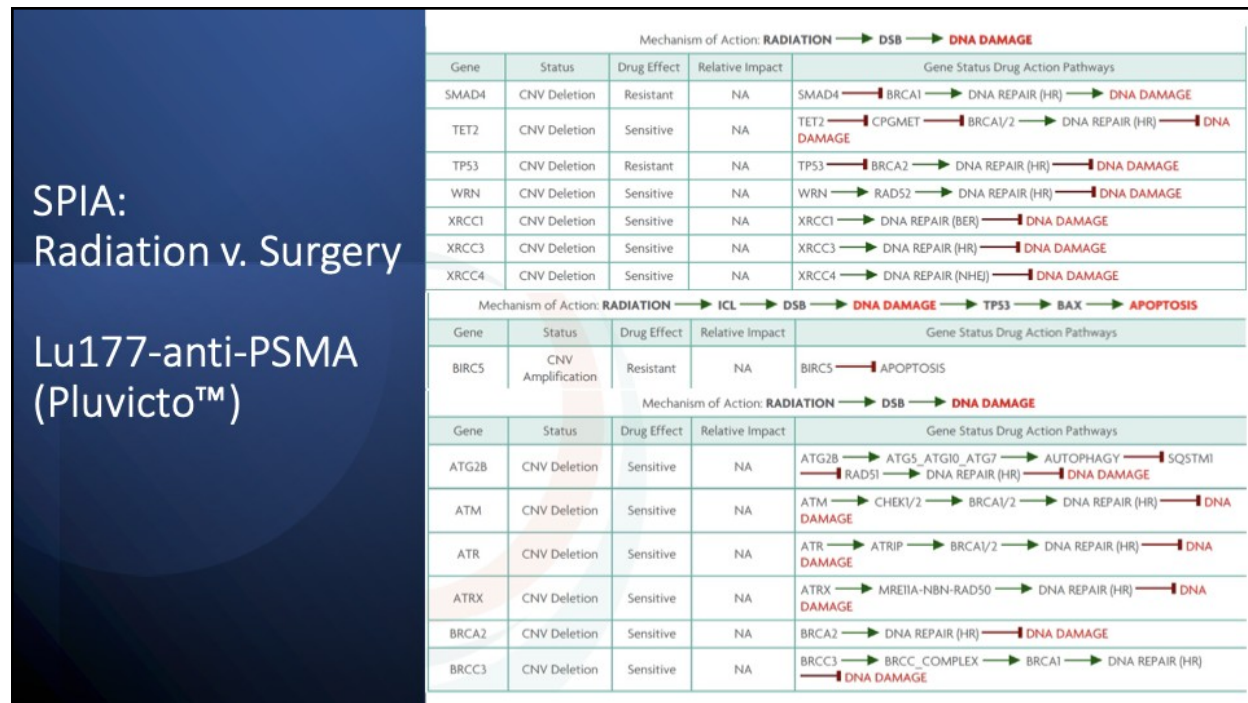 SPIA:
Radiation v. Surgery
Lu177-anti-PSMA
(Pluvicto™)
Mechanism of Action: RADIATION → DSB → DNA DAMAGE
Gene Status Drug Effect Relative Impact Gene Status Drug Action Pathways
SMAD4 CNV Deletion Resistant NA SMAD4 ⊣ BRCA1 → DNA REPAIR (HR) → DNA DAMAGE
TET2 CNV Deletion Sensitive NA TET2 ⊣ CPGMET ⊣ BRCA1/2 → DNA REPAIR (HR) ⊣ DNA
DAMAGE
TP53 CNV Deletion Resistant NA TP53 ⊣ BRCA2 → DNA REPAIR (HR) ⊣ DNA DAMAGE
WRN CNV Deletion Sensitive NA WRN → RAD52 → DNA REPAIR (HR) ⊣ DNA DAMAGE
XRCC1 CNV Deletion Sensitive NA XRCC1 → DNA REPAIR (BER) ⊣ DNA DAMAGE
XRCC3 CNV Deletion Sensitive NA XRCC3 → DNA REPAIR (HR) ⊣ DNA DAMAGE
XRCC4 CNV Deletion Sensitive NA XRCC4 → DNA REPAIR (NHEJ) ⊣ DNA DAMAGE
Mechanism of Action: RADIATION → ICL → DSB → DNA DAMAGE → TP53 → BAX → APOPTOSIS
Gene Status Drug Effect Relative Impact Gene Status Drug Action Pathways
BIRC5 CNV Amplification Resistant NA BIRC5 ⊣ APOPTOSIS
Mechanism of Action: RADIATION → DSB → DNA DAMAGE
Gene Status Drug Effect Relative Impact Gene Status Drug Action Pathways
ATG2B CNV Deletion Sensitive NA ATG2B → ATG5_ATG10_ATG7 → AUTOPHAGY ⊣ SQSTM1
⊣ RAD51 → DNA REPAIR (HR) ⊣ DNA DAMAGE
ATM CNV Deletion Sensitive NA ATM → CHEK1/2 → BRCA1/2 → DNA REPAIR (HR) ⊣ DNA
DAMAGE
ATR CNV Deletion Sensitive NA ATR → ATRIP → BRCA1/2 → DNA REPAIR (HR) ⊣ DNA
DAMAGE
ATRX CNV Deletion Sensitive NA ATRX → MRE11A-NBN-RAD50 → DNA REPAIR (HR) ⊣ DNA
DAMAGE
BRCA2 CNV Deletion Sensitive NA BRCA2 → DNA REPAIR (HR) ⊣ DNA DAMAGE
BRCC3 CNV Deletion Sensitive NA BRCC3 → BRCC_COMPLEX → BRCA1 → DNA REPAIR (HR)
⊣ DNA DAMAGE